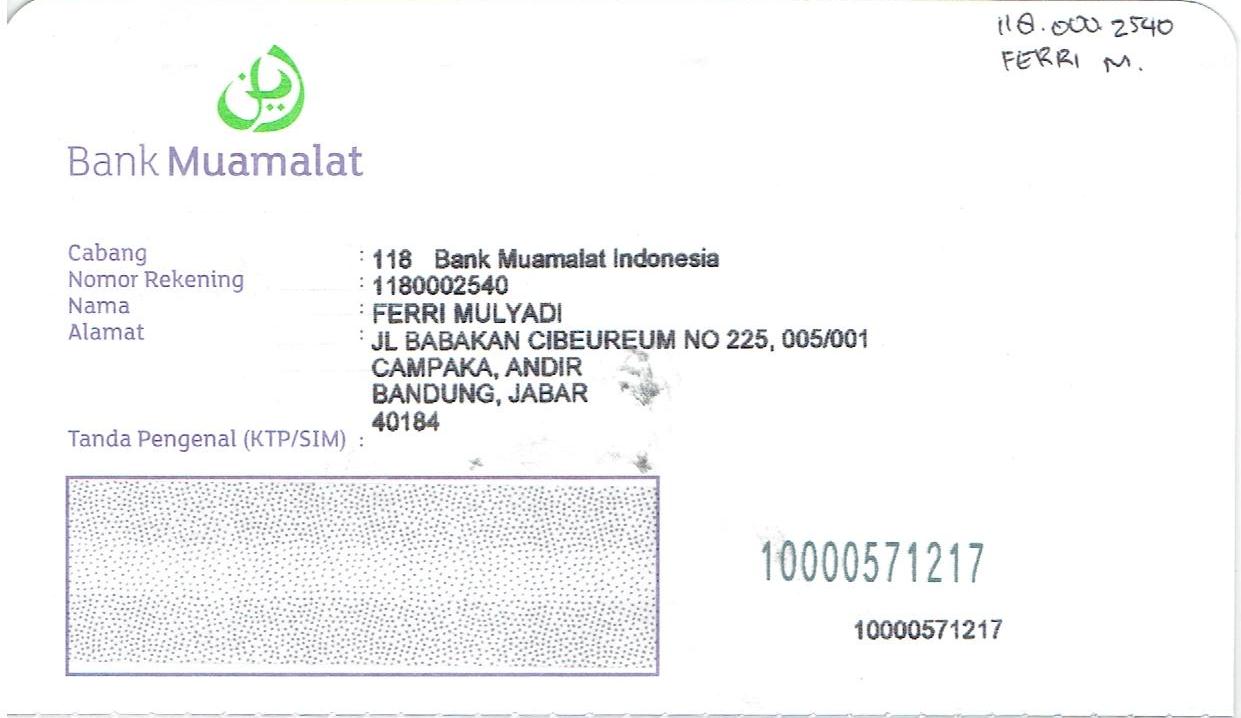 118.000.2540
FERRI M.
Bank Muamalat
Cabang : 118 Bank Muamalat Indonesia
Nomor Rekening : 1180002540
Nama : FERRI MULYADI
Alamat : JL BABAKAN CIBEUREUM NO 225, 005/001
CAMPAKA, ANDIR
BANDUNG, JABAR
40184
Tanda Pengenal (KTP/SIM) :
10000571217
10000571217